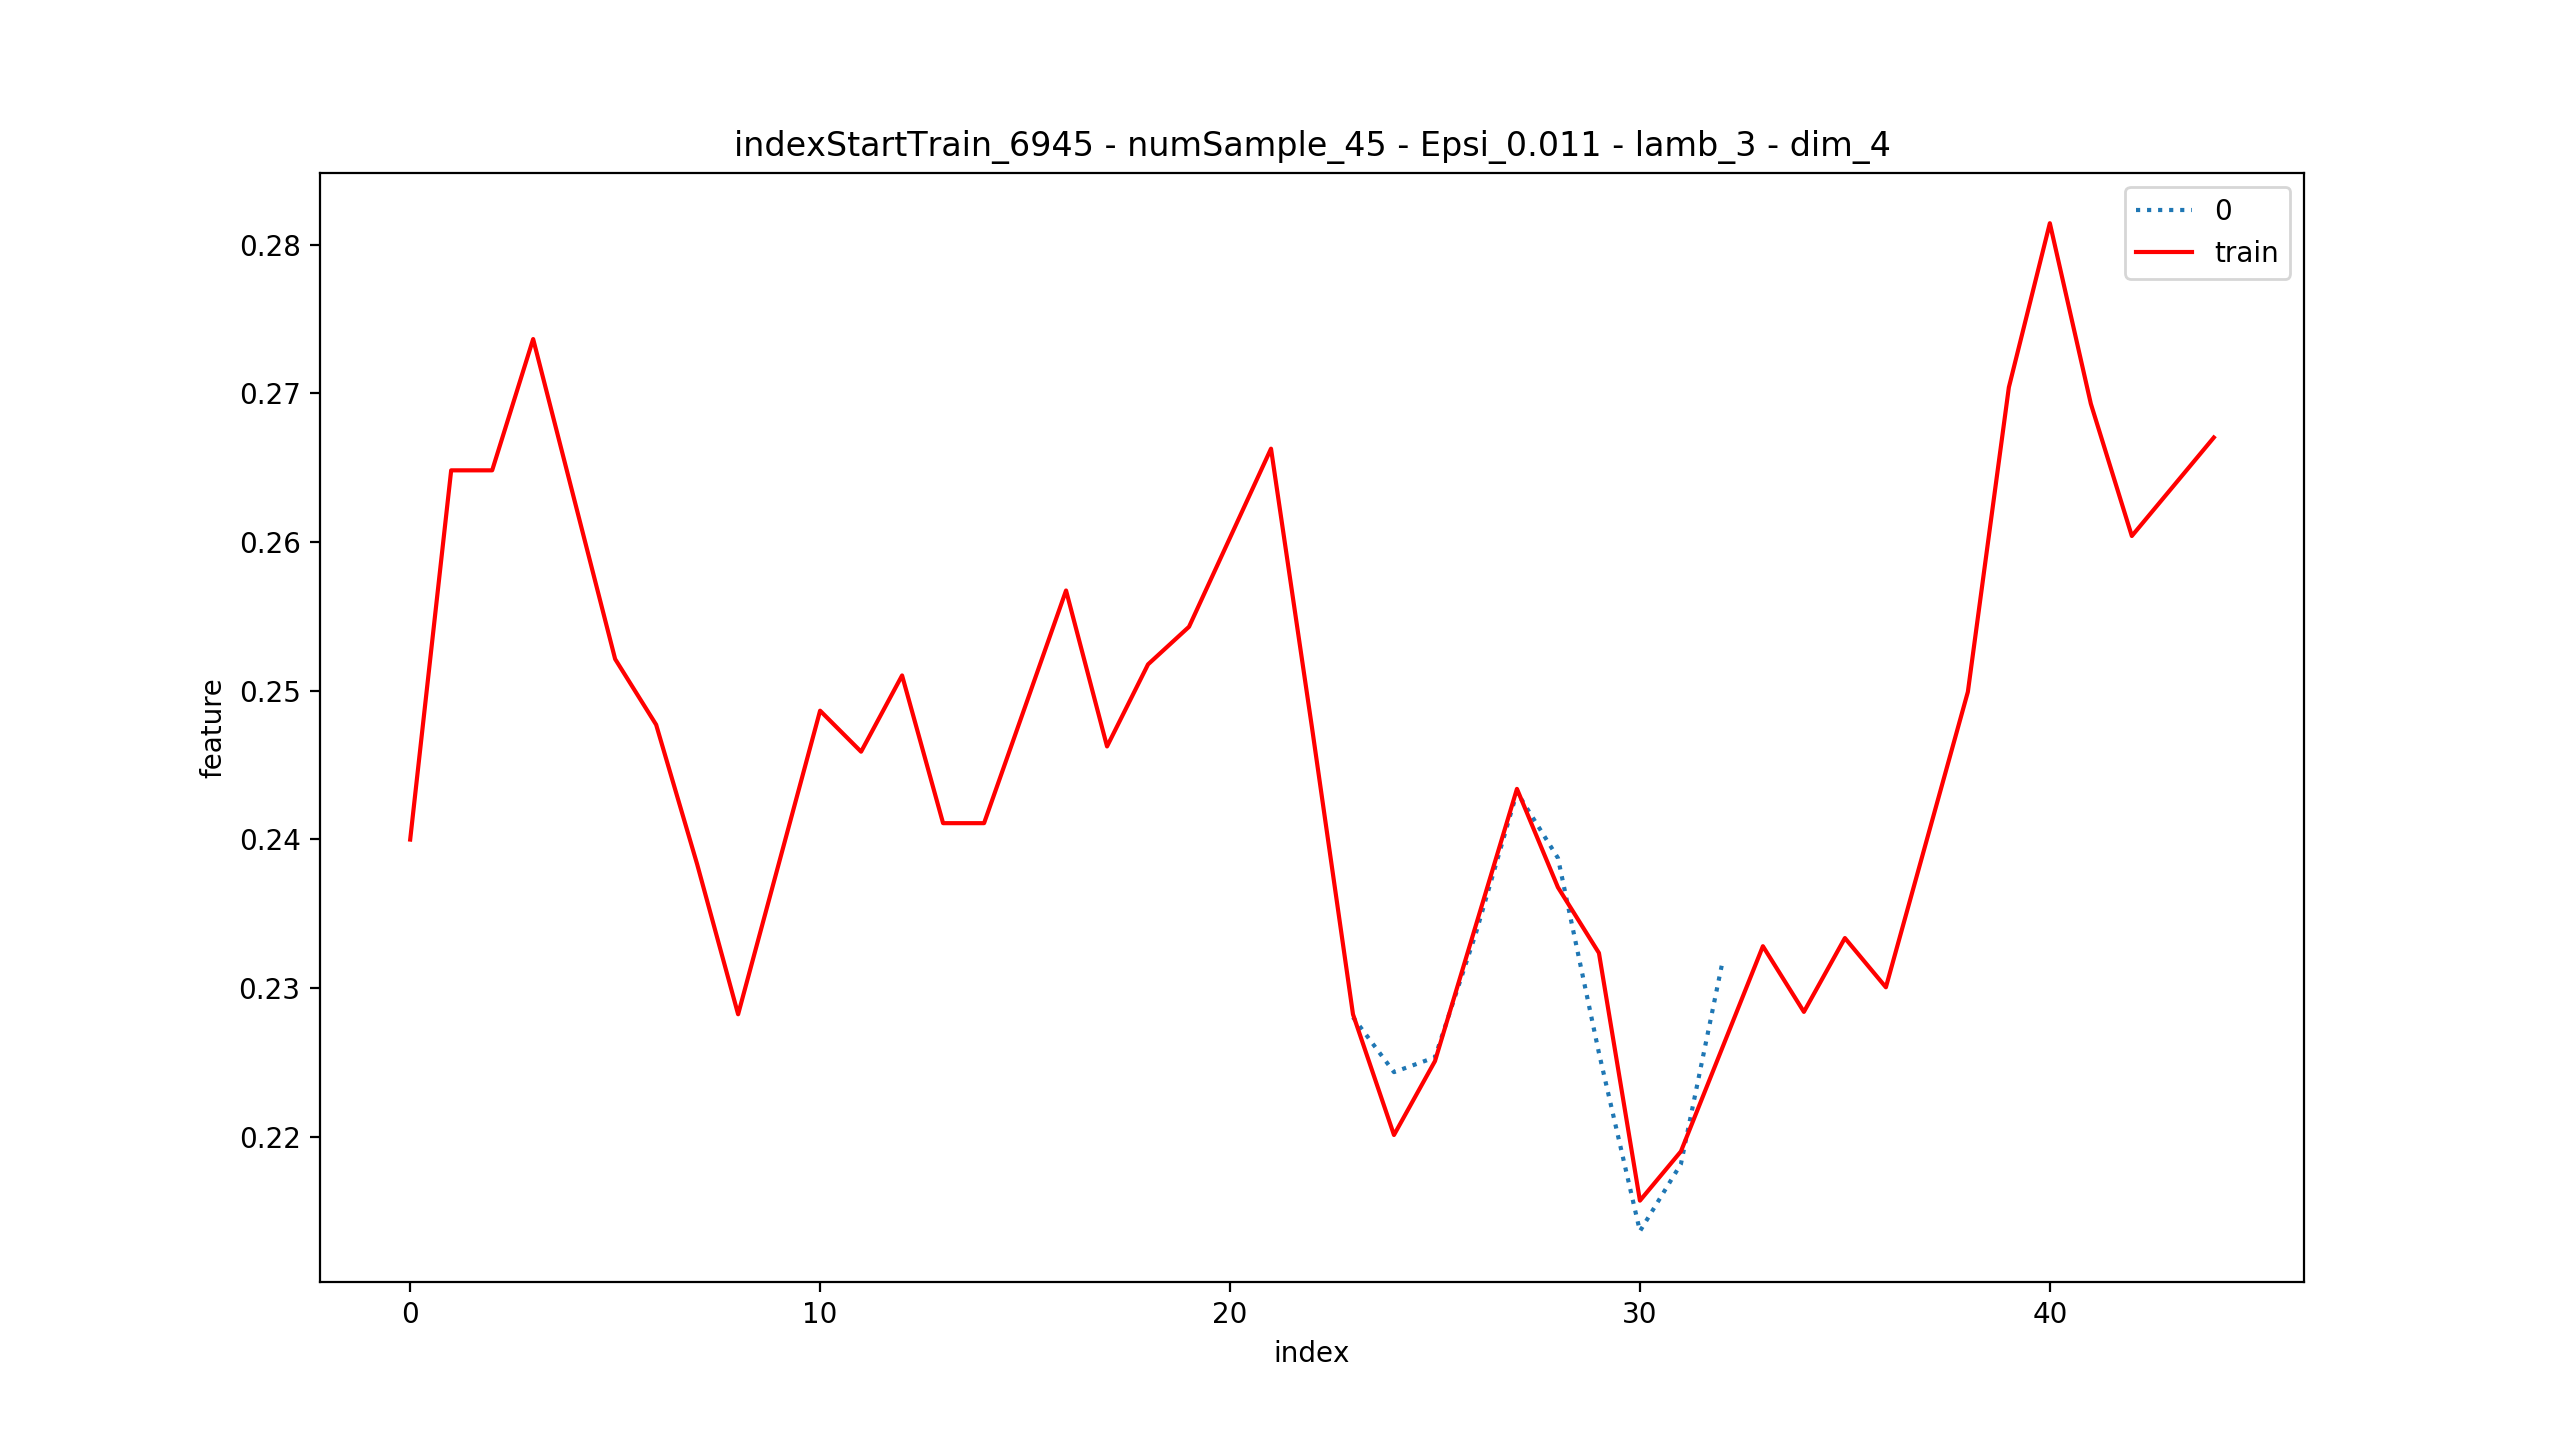 indexStartTrain_6945 - numSample_45 - Epsi_0.011 - lamb_3 - dim_4
0
train
0.28
0.27
0.26
0.25
0.24
0.23
0.22
feature
0 10 20 30 40
index